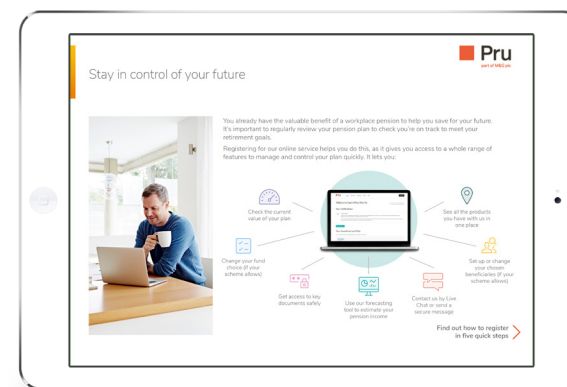 Pru
part of M&G plc
Stay in control of your future
You already have the valuable benefit of a workplace pension to help you save for your future.
It's important to regularly review your pension plan to check you're on track to meet your
retirement goals.
Registering for our online service helps you do this, as it gives you access to a whole range of
features to manage and control your plan quickly. It lets you:
Check the current
value of your plan
See all the products
you have with us in
one place
Change your fund
choice (if your
scheme allows)
Set up or change
your chosen
beneficiaries (if your
scheme allows)
Get access to key
documents safely
Use our forecasting
tool to estimate your
pension income
Contact us by Live
Chat or send a
secure message
Find out how to register
in five quick steps